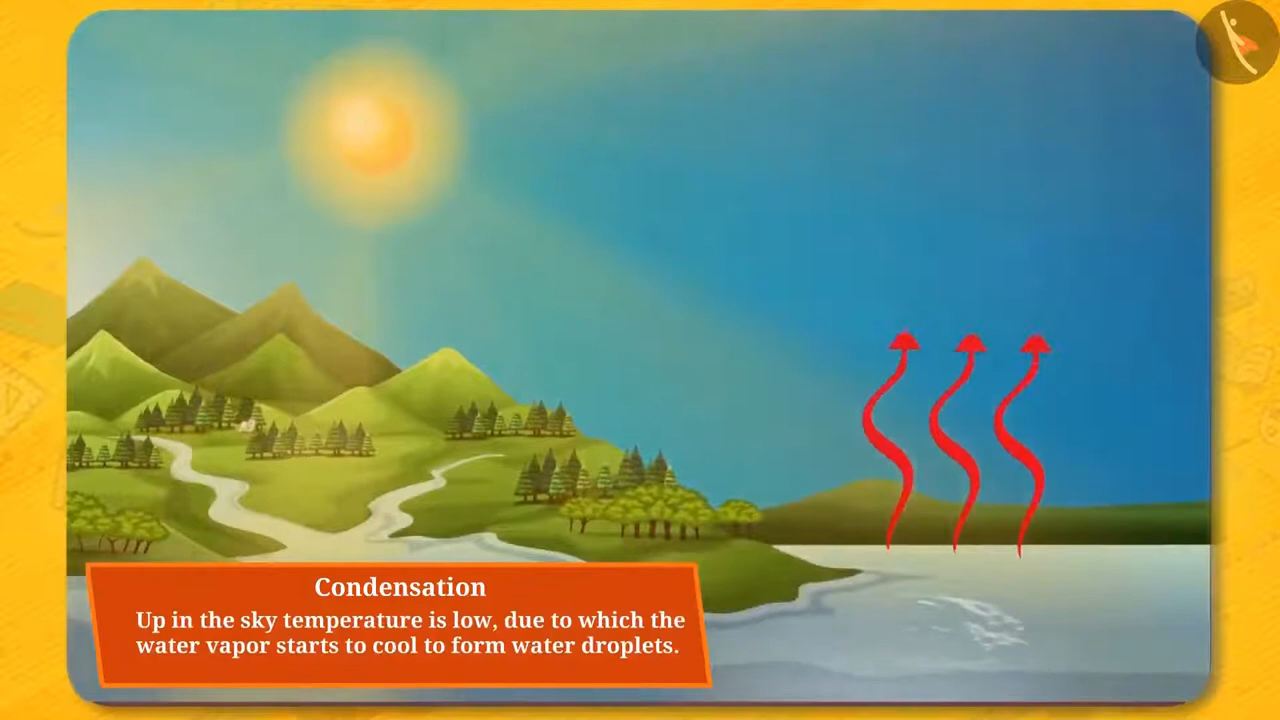 Condensation
Up in the sky temperature is low, due to which the
water vapor starts to cool to form water droplets.